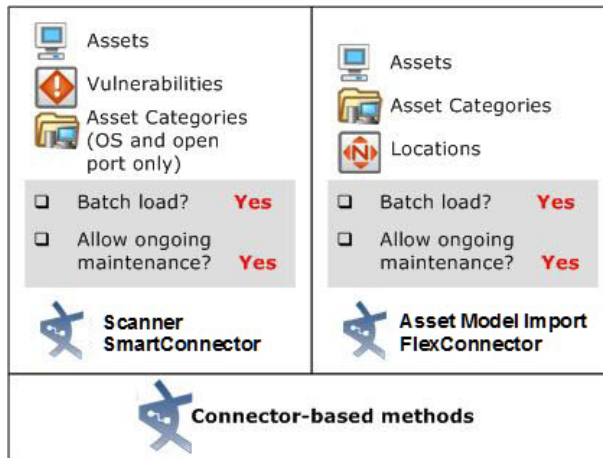 Assets
Vulnerabilities
Asset Categories
(OS and open
port only)
Batch load? Yes
Allow ongoing
maintenance? Yes
Scanner
SmartConnector
Assets
Asset Categories
N
Locations
Batch load? Yes
Allow ongoing
maintenance? Yes
Asset Model Import
FlexConnector
Connector-based methods